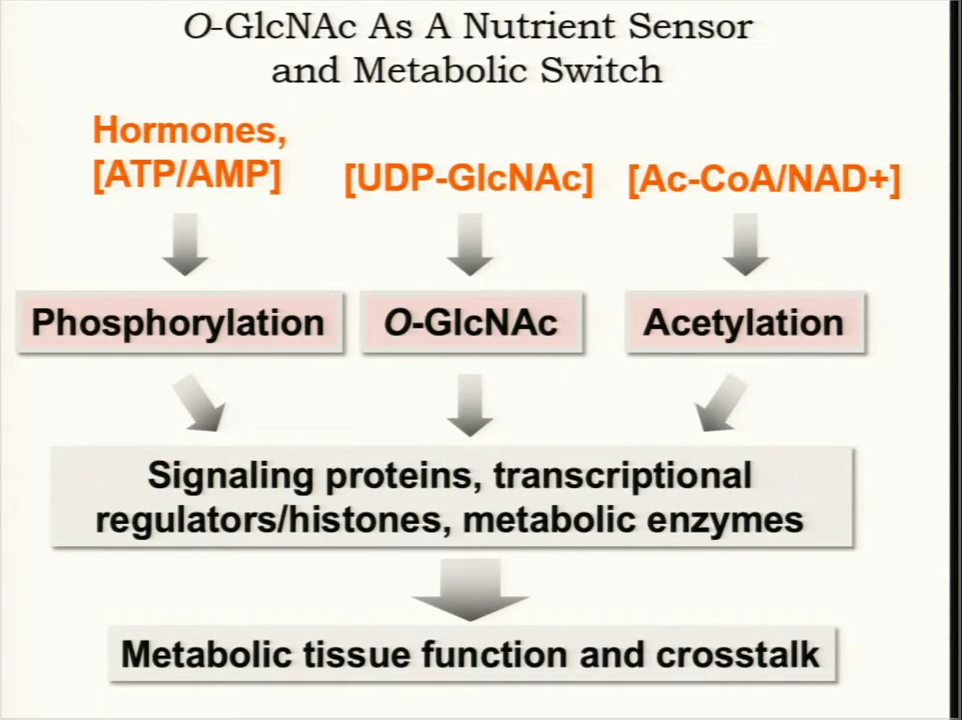 O-GlcNAc As A Nutrient Sensor
and Metabolic Switch
Hormones,
[ATP/AMP]
[UDP-GlcNAc]
[Ac-CoA/NAD+]
Phosphorylation
O-GlcNAc
Acetylation
Signaling proteins, transcriptional
regulators/histones, metabolic enzymes
Metabolic tissue function and crosstalk